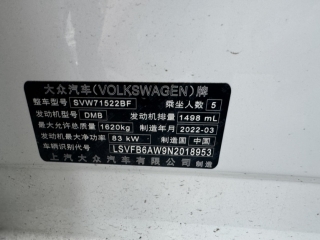 大众汽车(VOLKSWAGEN)牌
整车型号 SVW71522BF 乘坐人数 5
发动机型号 DMB 发动机排量 1498 mL
最大允许总质量 1620kg 制造年月 2022-03
发动机最大净功率 83 kW 制造国 中国
车辆识别代号 LSVFB6AW9N2018953
上汽大众汽车有限公司 制造